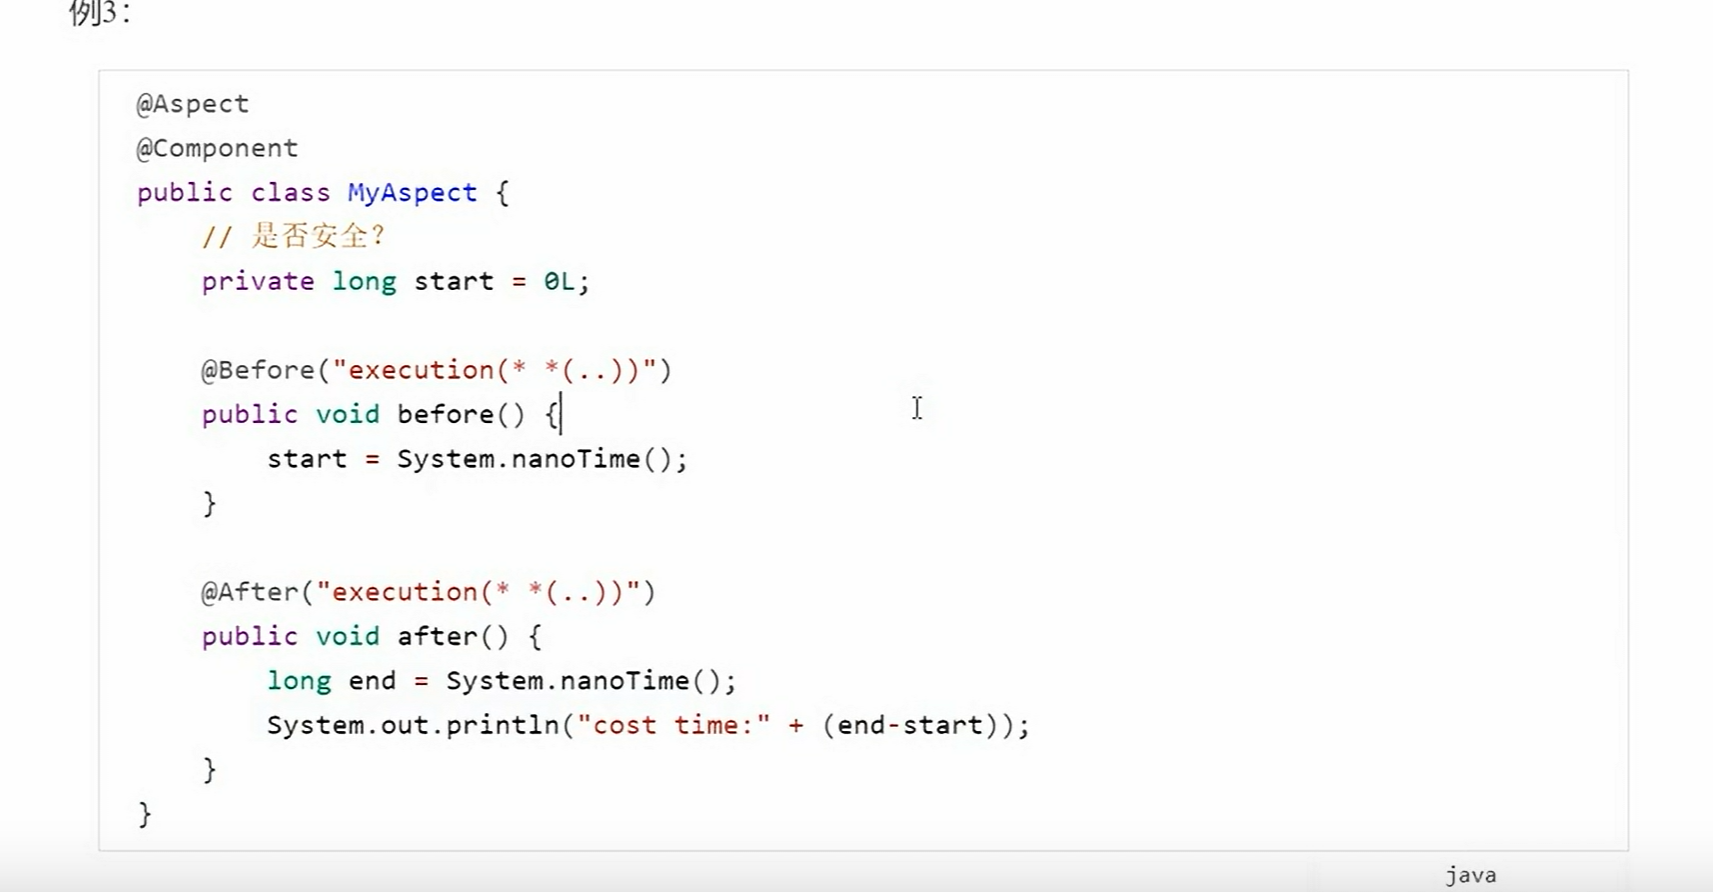 例3：
@Aspect
@Component
public class MyAspect {
// 是否安全？
private long start = 0L;
@Before("execution(* *(..))")
public void before() {
start = System.nanoTime();
}
@After("execution(* *(..))")
public void after() {
long end = System.nanoTime();
System.out.println("cost time:" + (end-start));
}
}
java